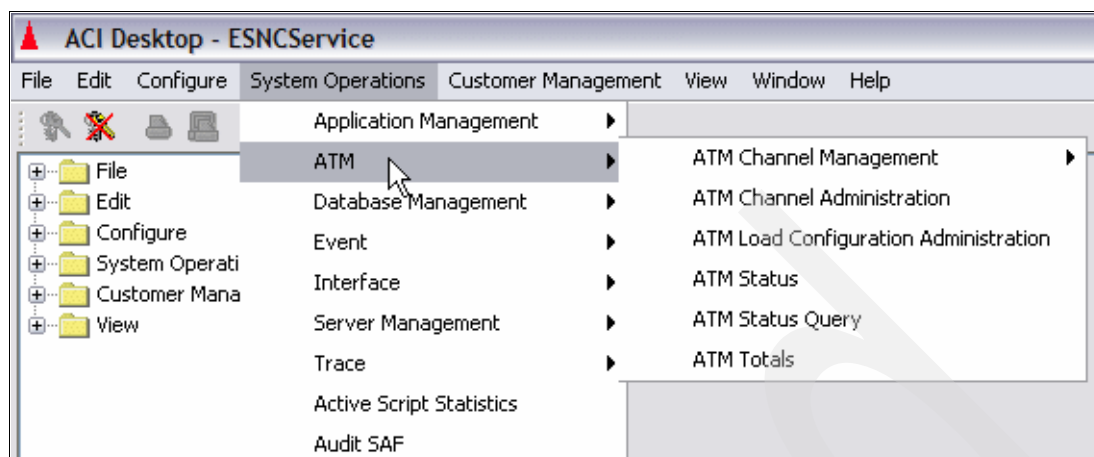 ACI Desktop - ESNCService
File Edit Configure System Operations Customer Management View Window Help
Application Management
ATM
Database Management
Event
Interface
Server Management
Trace
Active Script Statistics
Audit SAF
ATM Channel Management
ATM Channel Administration
ATM Load Configuration Administration
ATM Status
ATM Status Query
ATM Totals
File
Edit
Configure
System Operati
Customer Mana
View